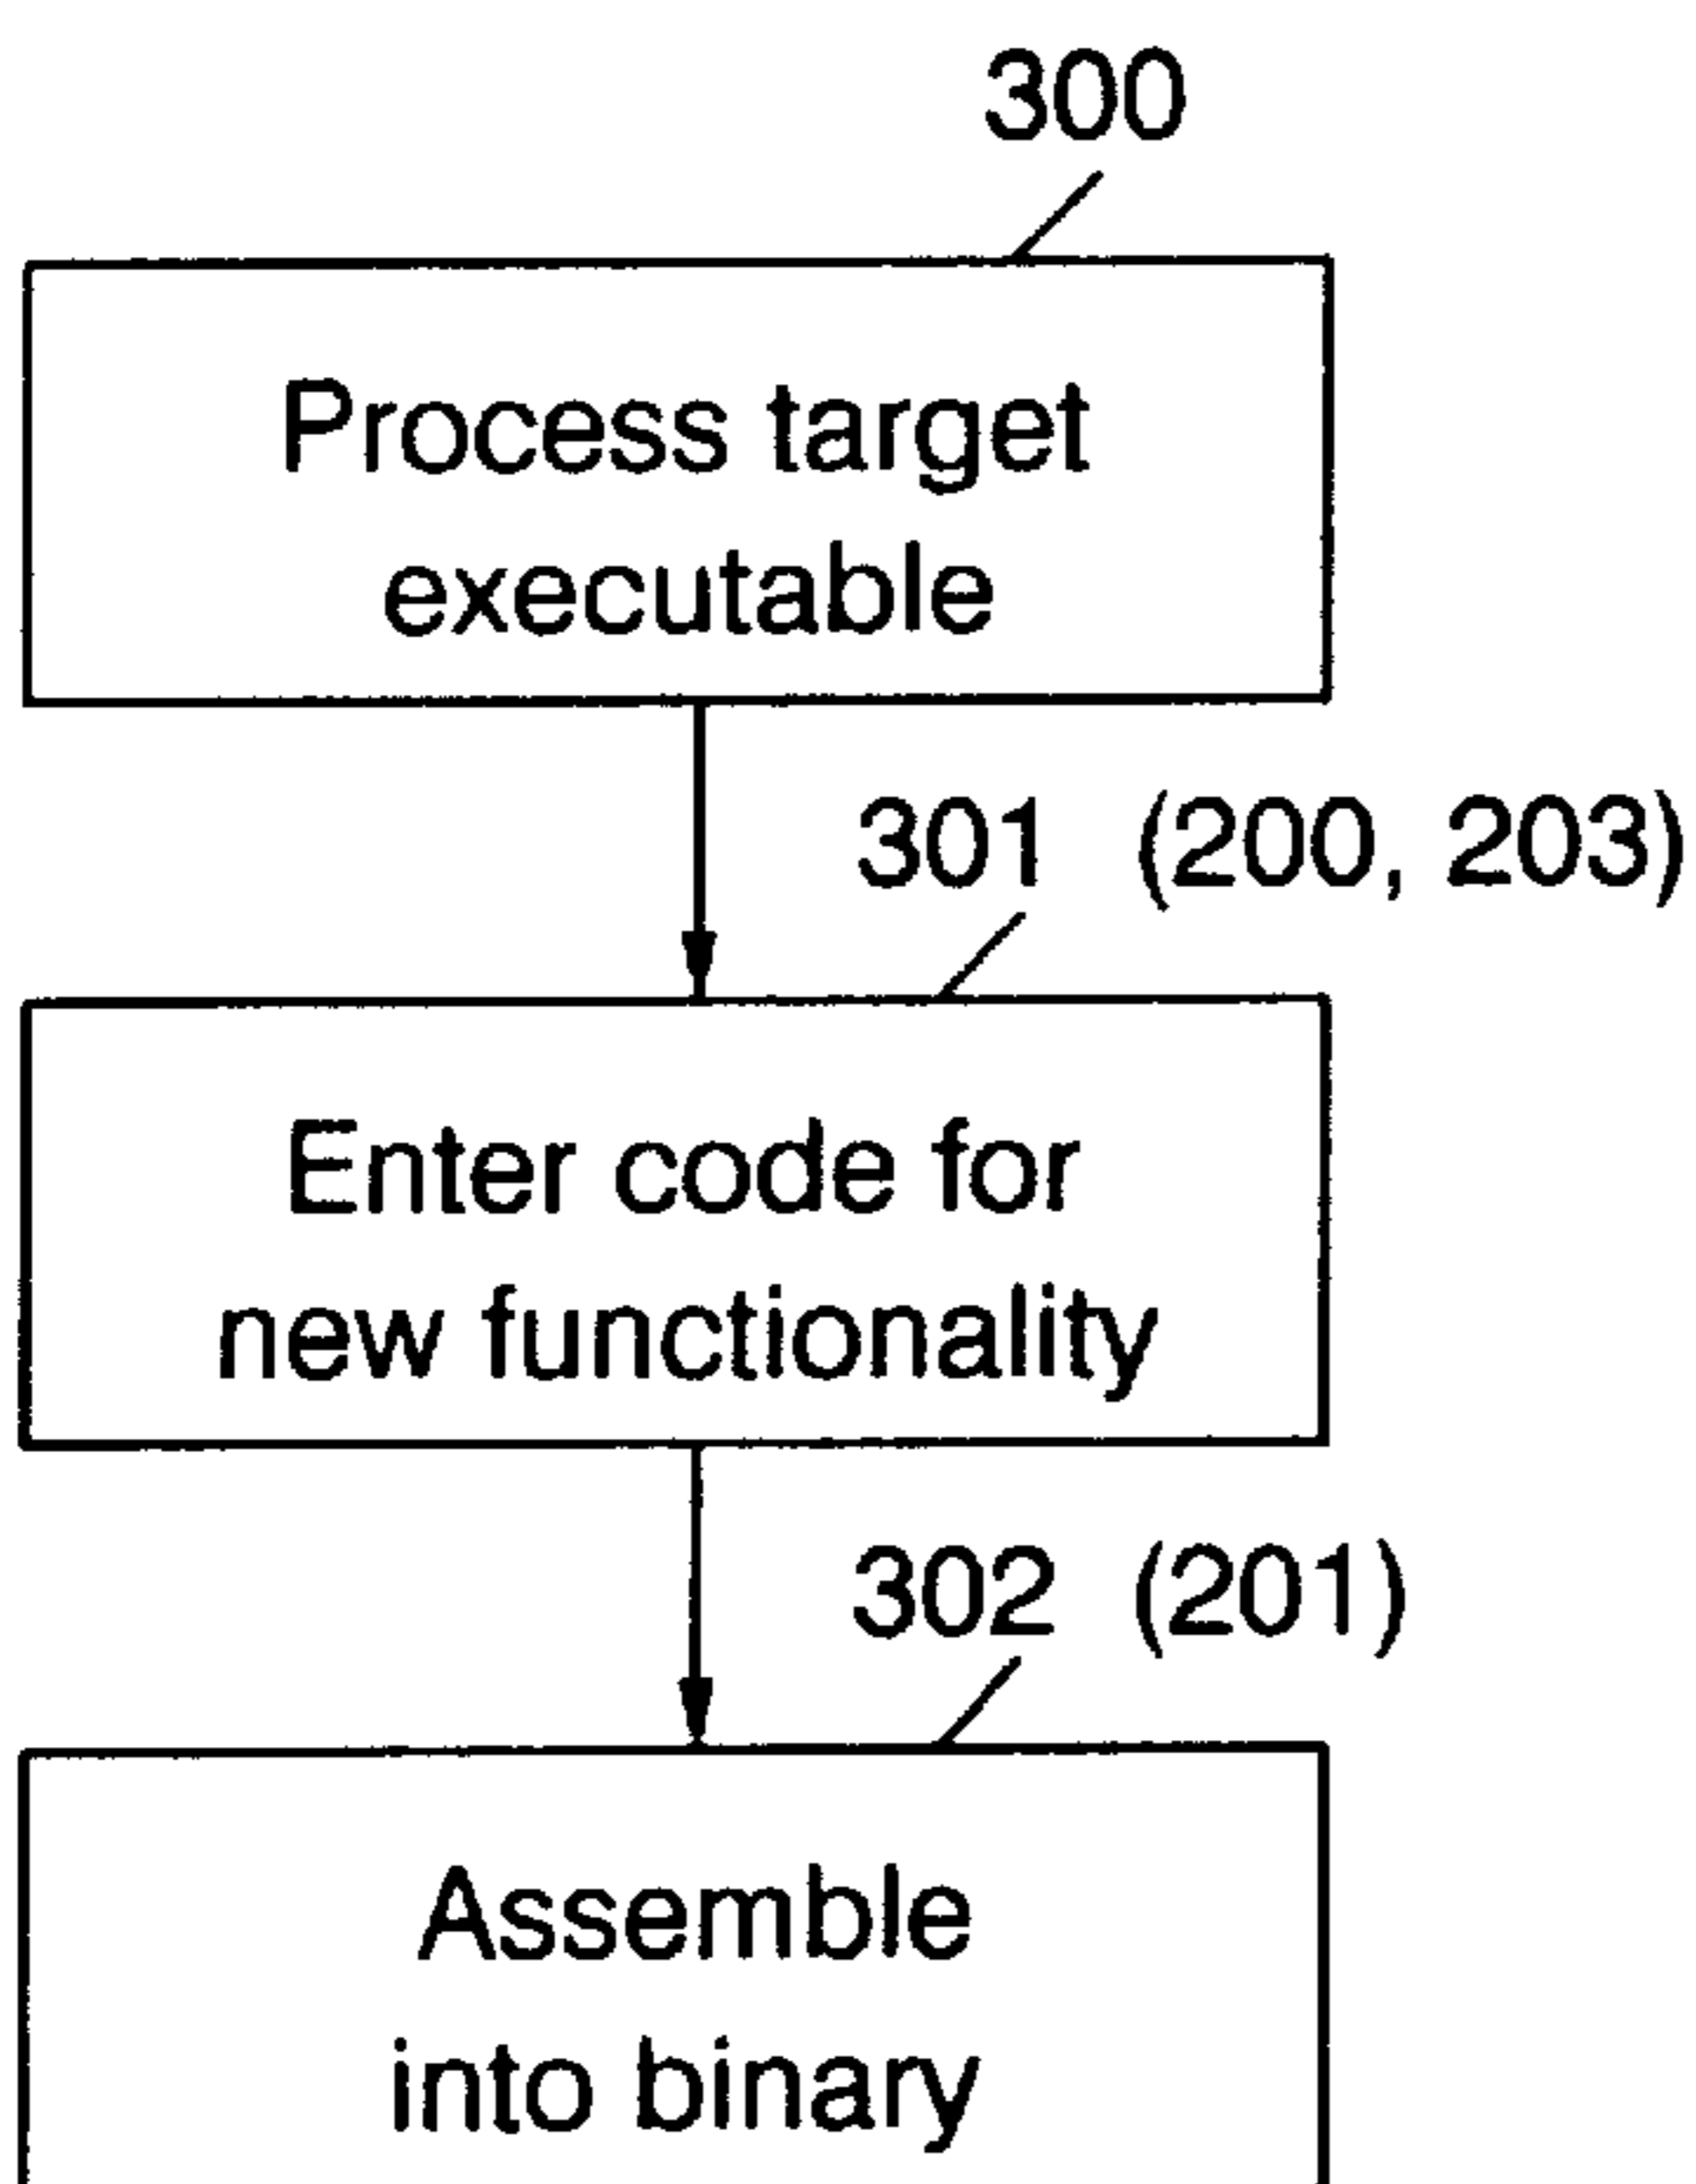 300
Process target
executable
301 (200, 203)
Enter code for
new functionality
302 (201)
Assemble
into binary